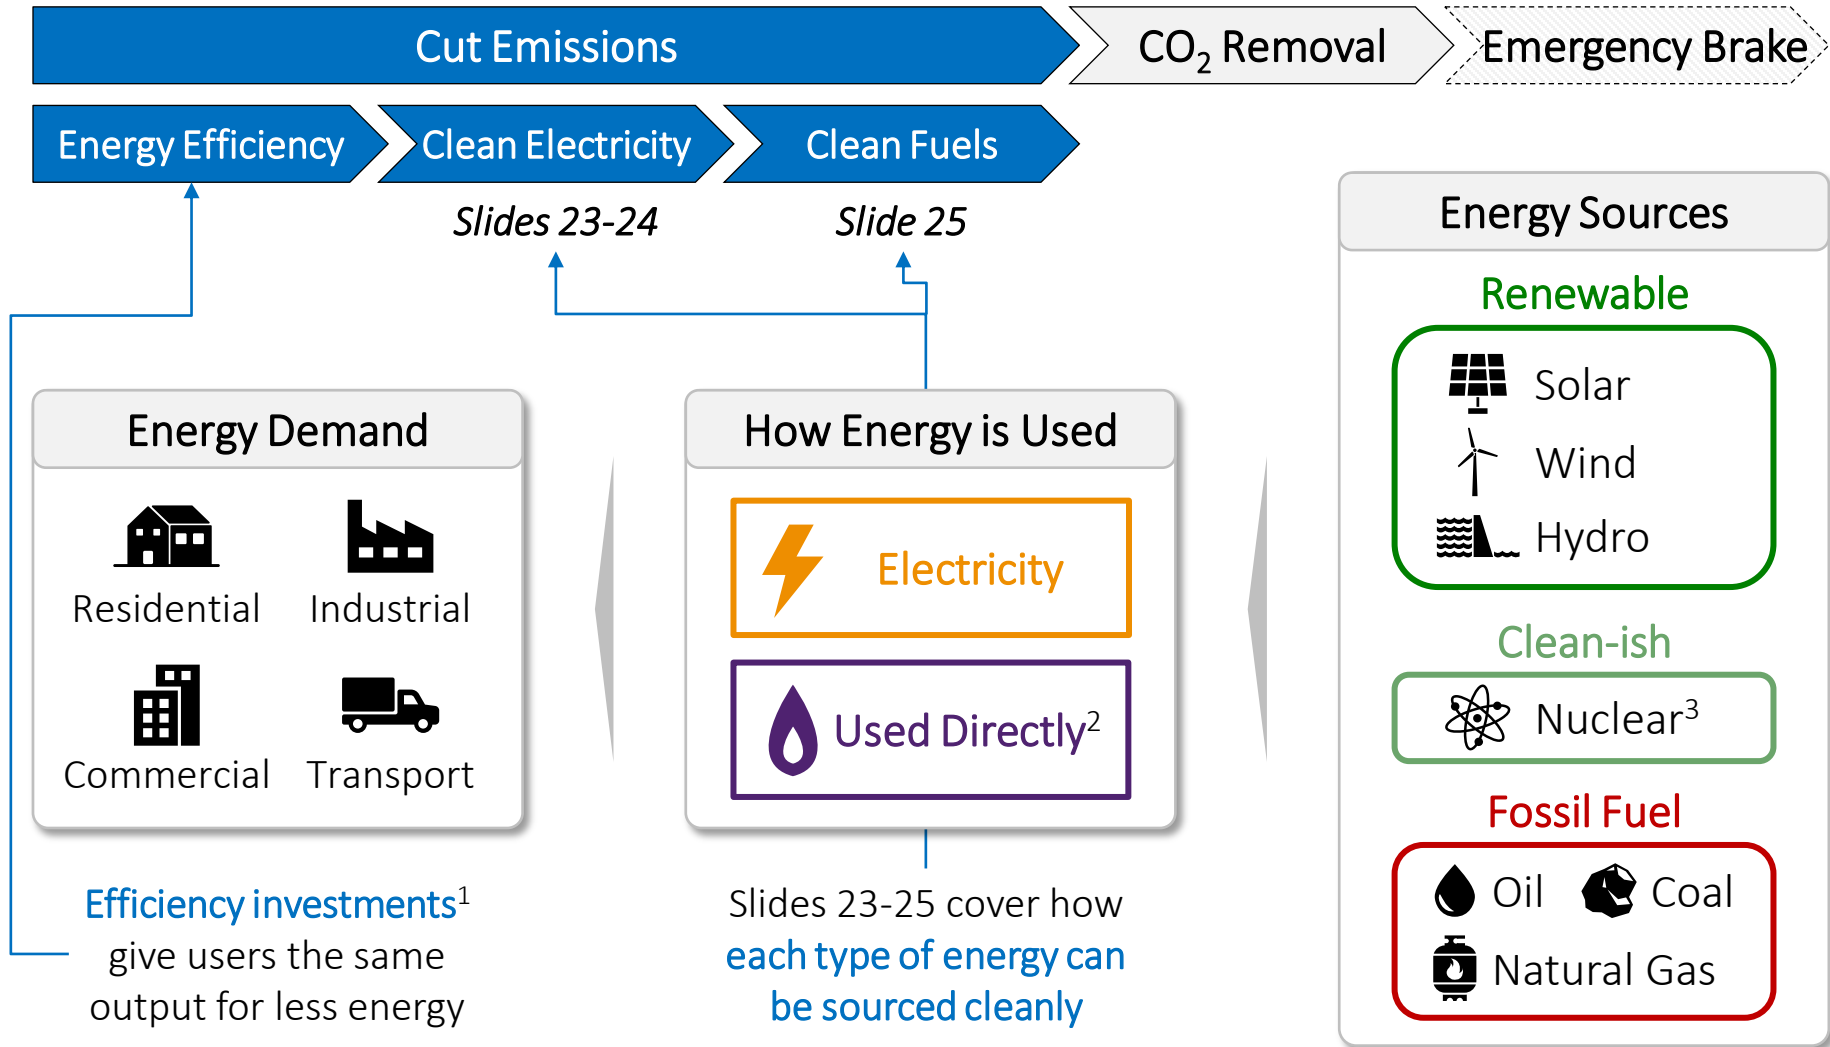 Cut Emissions
CO₂ Removal
Emergency Brake
Energy Efficiency
Clean Electricity
Clean Fuels
Slides 23-24
Slide 25
Energy Demand
Residential
Industrial
Commercial
Transport
Efficiency investments¹
give users the same
output for less energy
How Energy is Used
Electricity
Used Directly²
Slides 23-25 cover how
each type of energy can
be sourced cleanly
Energy Sources
Renewable
Solar
Wind
Hydro
Clean-ish
Nuclear³
Fossil Fuel
Oil
Coal
Natural Gas